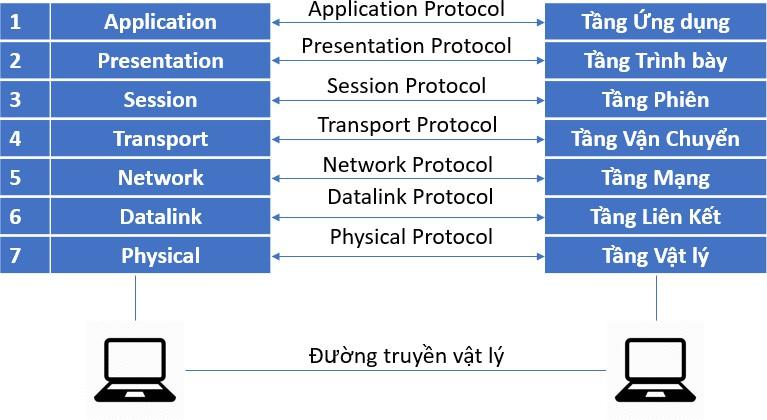 1 Application Application Protocol Tầng Ứng dụng
2 Presentation Presentation Protocol Tầng Trình bày
3 Session Session Protocol Tầng Phiên
4 Transport Transport Protocol Tầng Vận Chuyển
5 Network Network Protocol Tầng Mạng
6 Datalink Datalink Protocol Tầng Liên Kết
7 Physical Physical Protocol Tầng Vật lý
Đường truyền vật lý